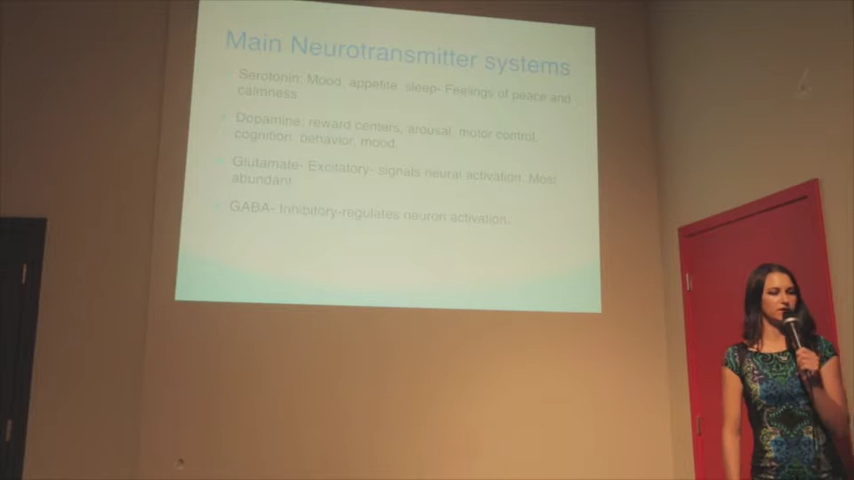 Main Neurotransmitter systems
Serotonin: Mood, appetite, sleep- Feelings of peace and
calmness.
Dopamine: reward centers, arousal, motor control,
cognition, behavior, mood.
Glutamate- Excitatory- signals neural activation. Most
abundant
GABA- Inhibitory-regulates neuron activation.